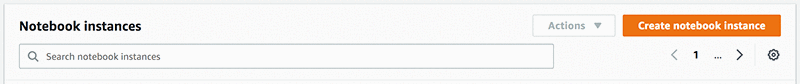 Notebook instances
Actions
Create notebook instance
Search notebook instances
1 ...